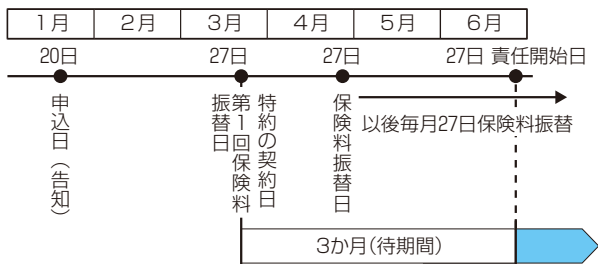 1月 2月 3月 4月 5月 6月
20日 27日 27日 27日 責任開始日
申込日（告知）
第1回保険料
振替日
特約の契約日
保険料振替日
以後毎月27日保険料振替
3か月（待期間）